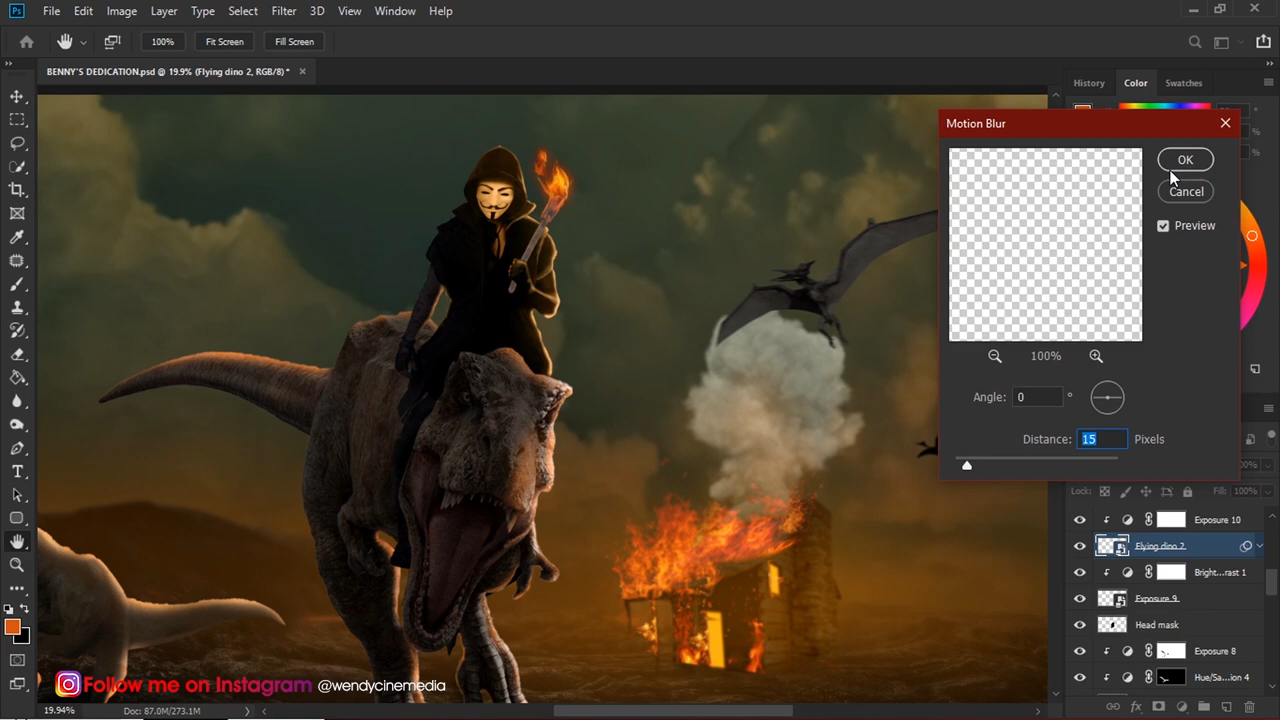 Ps File Edit Image Layer Type Select Filter 3D View Window Help
100% Fit Screen Fill Screen
BENNY'S DEDICATION.psd @ 19.9% (Flying dino 2, RGB/8) *
History Color Swatches
Motion Blur
OK
Cancel
Preview
100%
Angle: 0 °
Distance: 15 Pixels
Lock: Fill: 100%
Exposure 10
Flying dino 2
Bright...rast 1
Exposure 9
Head mask
Exposure 8
Hue/Sa...ion 4
Follow me on Instagram @wendycinemedia
19.94% Doc: 87.0M/273.1M